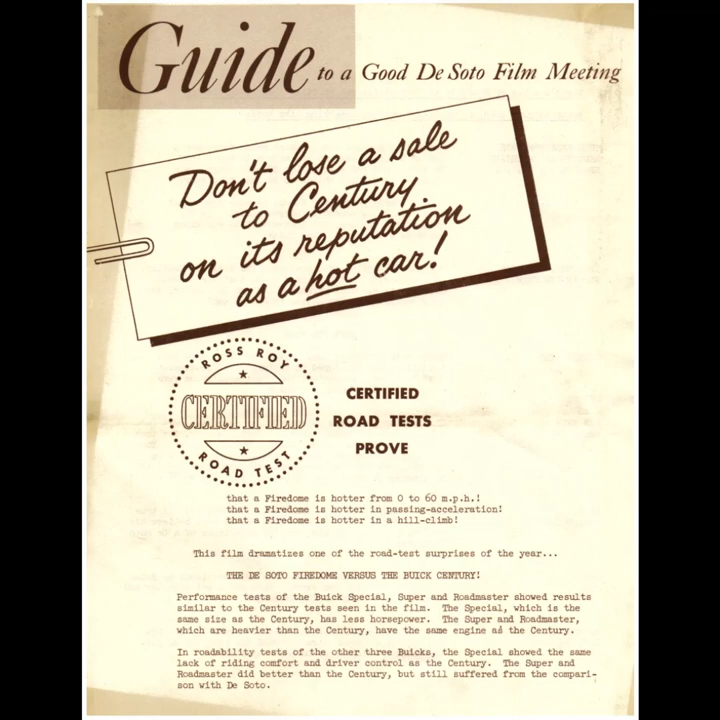 Guide to a Good De Soto Film Meeting
Don't lose a sale
to Century
on its reputation
as a hot car!
ROSS ROY
CERTIFIED
ROAD TEST
CERTIFIED
ROAD TESTS
PROVE
that a Firedome is hotter from 0 to 60 m.p.h.!
that a Firedome is hotter in passing-acceleration!
that a Firedome is hotter in a hill-climb!
This film dramatizes one of the road-test surprises of the year...
THE DE SOTO FIREDOME VERSUS THE BUICK CENTURY!
Performance tests of the Buick Special, Super and Roadmaster showed results
similar to the Century tests seen in the film. The Special, which is the
same size as the Century, has less horsepower. The Super and Roadmaster,
which are heavier than the Century, have the same engine as the Century.
In roadability tests of the other three Buicks, the Special showed the same
lack of riding comfort and driver control as the Century. The Super and
Roadmaster did better than the Century, but still suffered from the compari-
son with De Soto.